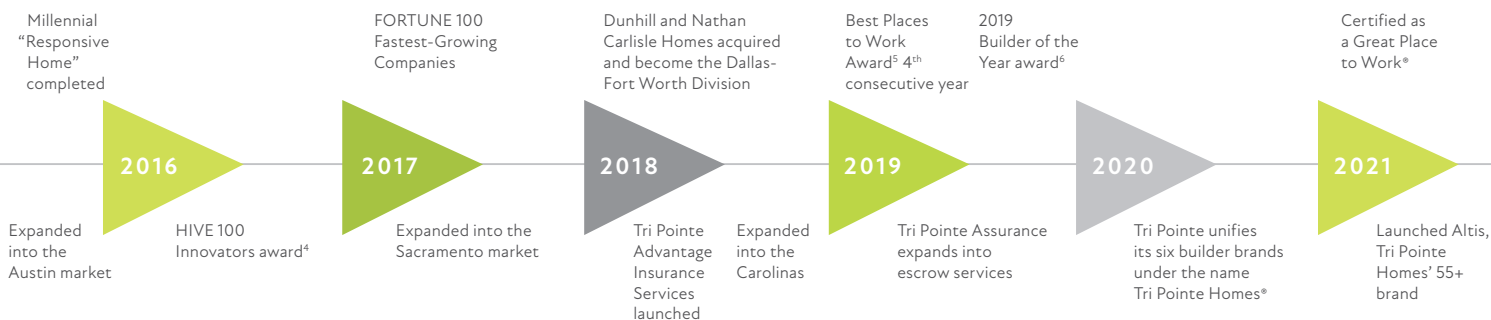 Millennial
“Responsive
Home”
completed
FORTUNE 100
Fastest-Growing
Companies
Dunhill and Nathan
Carlisle Homes acquired
and become the Dallas-
Fort Worth Division
Best Places
to Work
Award⁵ 4ᵗʰ
consecutive year
2019
Builder of the
Year award⁶
Certified as
a Great Place
to Work®
2016
2017
2018
2019
2020
2021
Expanded
into the
Austin market
HIVE 100
Innovators award⁴
Expanded into the
Sacramento market
Tri Pointe
Advantage
Insurance
Services
launched
Expanded
into the
Carolinas
Tri Pointe Assurance
expands into
escrow services
Tri Pointe unifies
its six builder brands
under the name
Tri Pointe Homes®
Launched Altis,
Tri Pointe
Homes’ 55+
brand